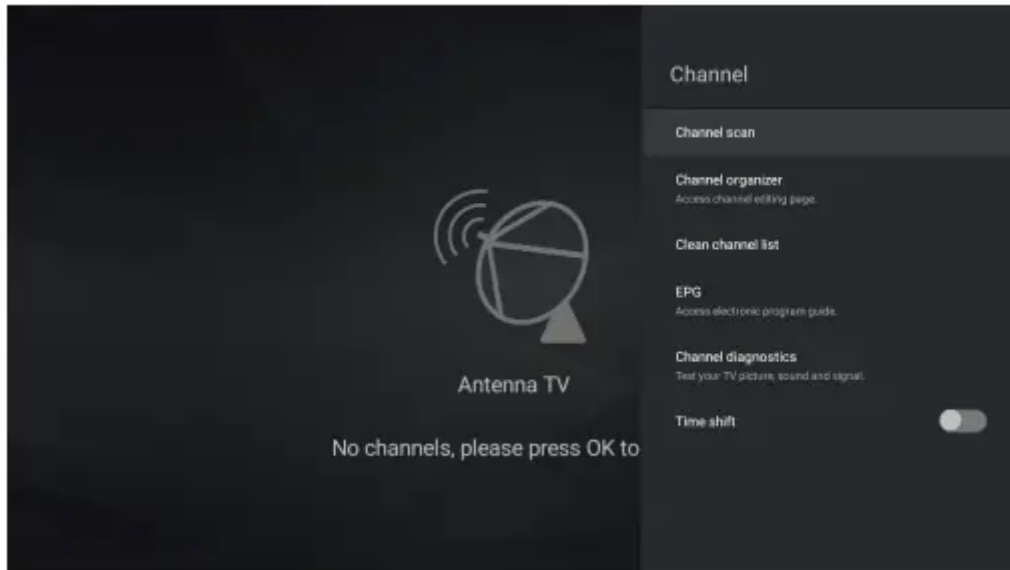 Channel
Channel scan
Channel organizer
Access channel editing page.
Clean channel list
EPG
Access electronic program guide.
Channel diagnostics
Test your TV picture, sound and signal.
Time shift
Antenna TV
No channels, please press OK to